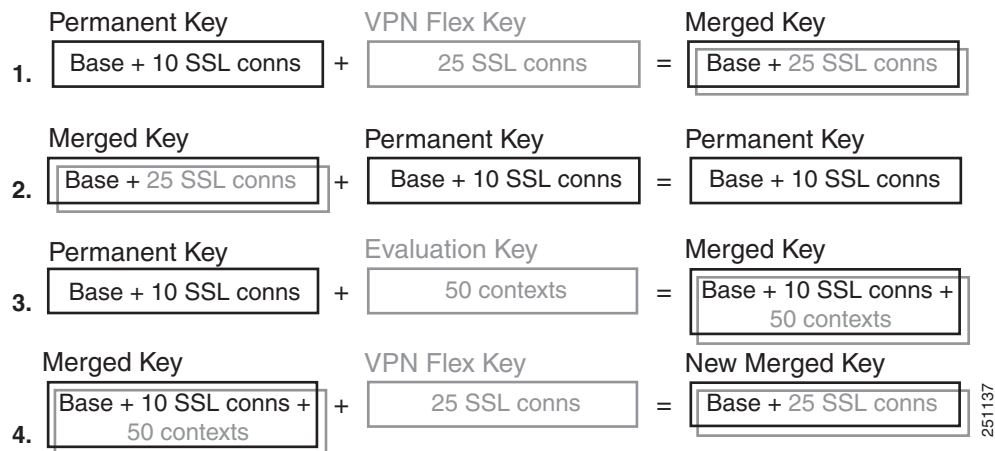 Permanent Key VPN Flex Key Merged Key
1. Base + 10 SSL conns + 25 SSL conns = Base + 25 SSL conns
Merged Key Permanent Key Permanent Key
2. Base + 25 SSL conns + Base + 10 SSL conns = Base + 10 SSL conns
Permanent Key Evaluation Key Merged Key
3. Base + 10 SSL conns + 50 contexts = Base + 10 SSL conns +
50 contexts
Merged Key VPN Flex Key New Merged Key
4. Base + 10 SSL conns + + 25 SSL conns = Base + 25 SSL conns
50 contexts
251137